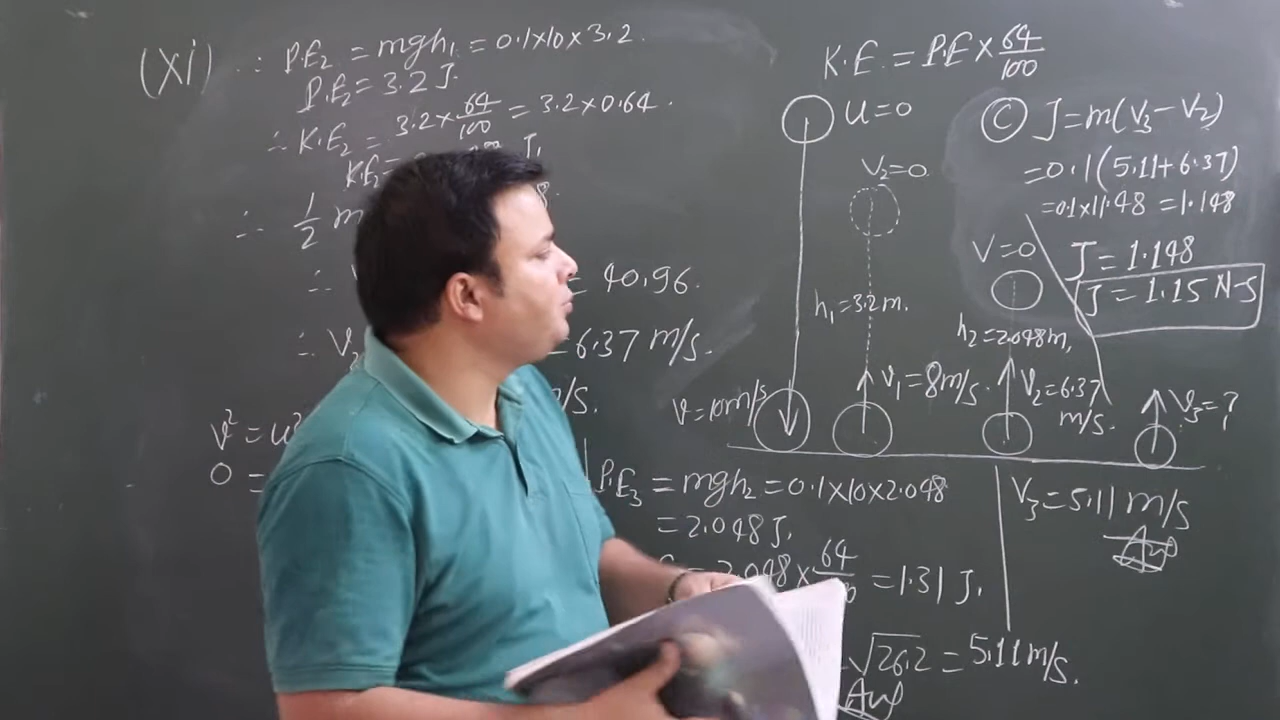 (xi) ∴ P.E₂ = mgh₁ = 0.1×10×3.2.
P.E₂ = 3.2 J.
∴ K.E₂ = 3.2 × 64/100 = 3.2 × 0.64.
K.E₂ = J.
∴ 1/2 m 8.
∴ = 40.96.
∴ V₂ = 6.37 m/s.
/s.
v² = u²
0 =
K.E = P.E × 64/100
U=0
V₂=0
h₁=3.2m.
V=10m/s
V₁=8m/s.
V=0
h₂=2.048m,
V₂=6.37
m/s.
V₃=?
Ⓒ J = m(V₃ − V₂)
= 0.1(5.11+6.37)
= 0.1×11.48 = 1.148
J = 1.148
J = 1.15 N-S
P.E₃ = mgh₂ = 0.1×10×2.048
= 2.048 J,
= 2.048 × 64/ = 1.31 J,
= √26.2 = 5.11 m/s.
Ans
V₃ = 5.11 m/s
Ans